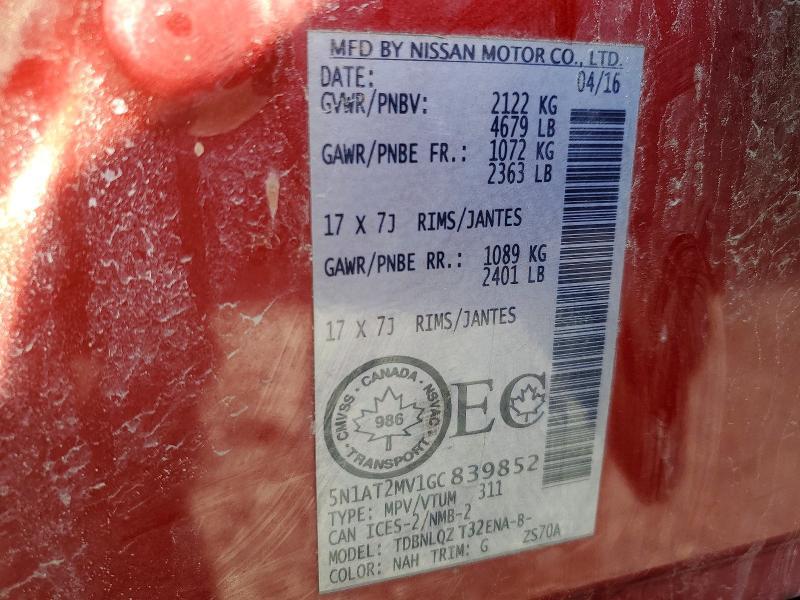 MFD BY NISSAN MOTOR CO., LTD.
DATE: 04/16
GVWR/PNBV: 2122 KG
4679 LB
GAWR/PNBE FR.: 1072 KG
2363 LB
17 X 7J RIMS/JANTES
GAWR/PNBE RR.: 1089 KG
2401 LB
17 X 7J RIMS/JANTES
CMVSS · CANADA · NSVAC · TRANSPORT ·
986
EC
5N1AT2MV1GC839852
TYPE: MPV/VTUM 311
CAN ICES-2/NMB-2
MODEL: TDBNLQZ T32ENA-B-
COLOR: NAH TRIM: G ZS70A